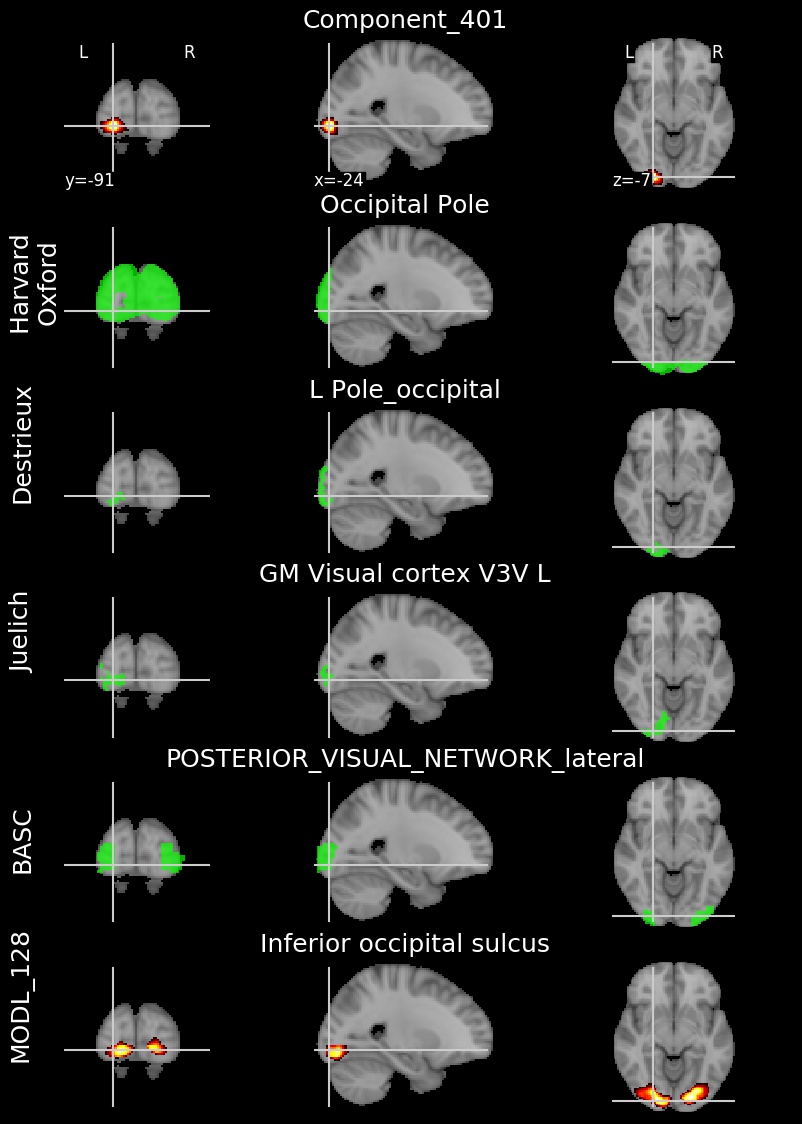 Component_401
L R
L R
y=-91
x=-24
z=-7
Occipital Pole
Harvard
Oxford
L Pole_occipital
Destrieux
GM Visual cortex V3V L
Juelich
POSTERIOR_VISUAL_NETWORK_lateral
BASC
Inferior occipital sulcus
MODL_128